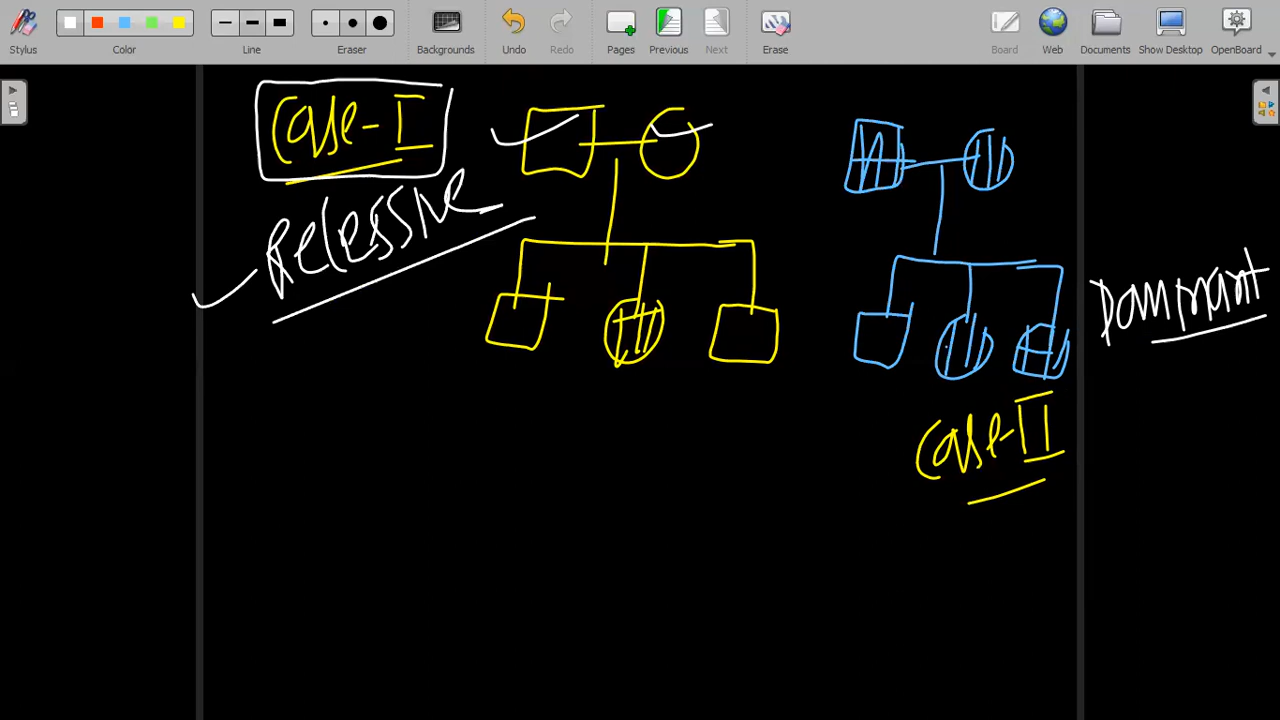 Stylus
Color
Line
Eraser
Backgrounds
Undo
Redo
Pages
Previous
Next
Erase
Board
Web
Documents
Show Desktop
OpenBoard
Case-I
Recessive
Dominant
Case-II